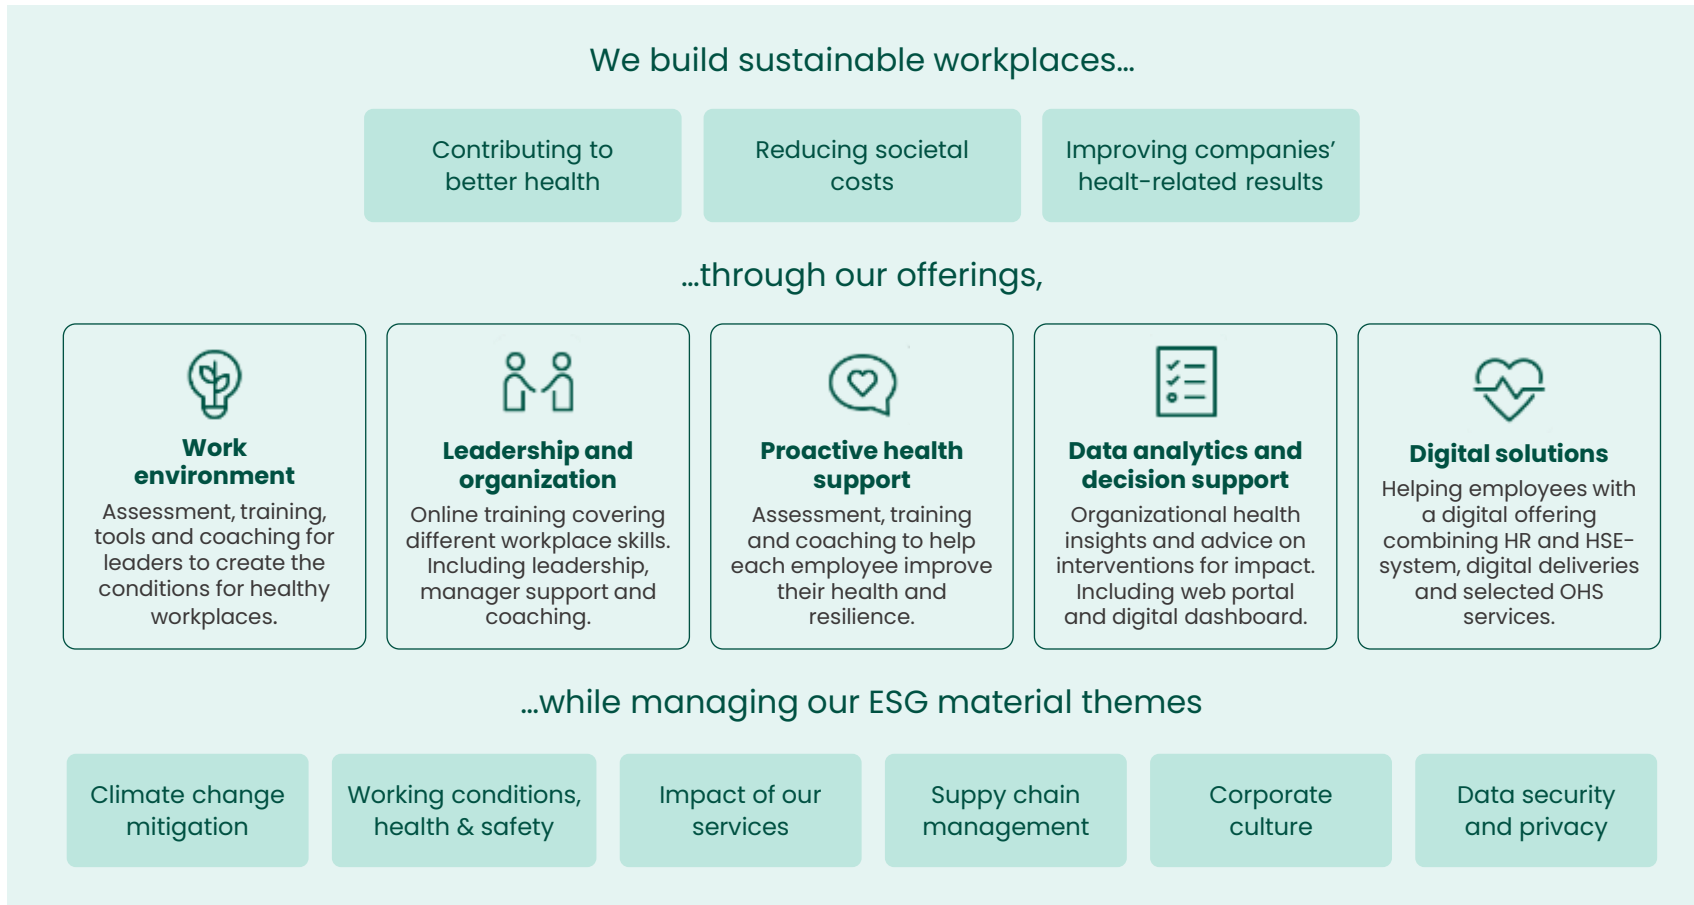 We build sustainable workplaces...
Contributing to
better health
Reducing societal
costs
Improving companies’
healt-related results
...through our offerings,
Work
environment
Assessment, training,
tools and coaching for
leaders to create the
conditions for healthy
workplaces.
Leadership and
organization
Online training covering
different workplace skills.
Including leadership,
manager support and
coaching.
Proactive health
support
Assessment, training
and coaching to help
each employee improve
their health and
resilience.
Data analytics and
decision support
Organizational health
insights and advice on
interventions for impact.
Including web portal
and digital dashboard.
Digital solutions
Helping employees with
a digital offering
combining HR and HSE-
system, digital deliveries
and selected OHS
services.
...while managing our ESG material themes
Climate change
mitigation
Working conditions,
health & safety
Impact of our
services
Suppy chain
management
Corporate
culture
Data security
and privacy